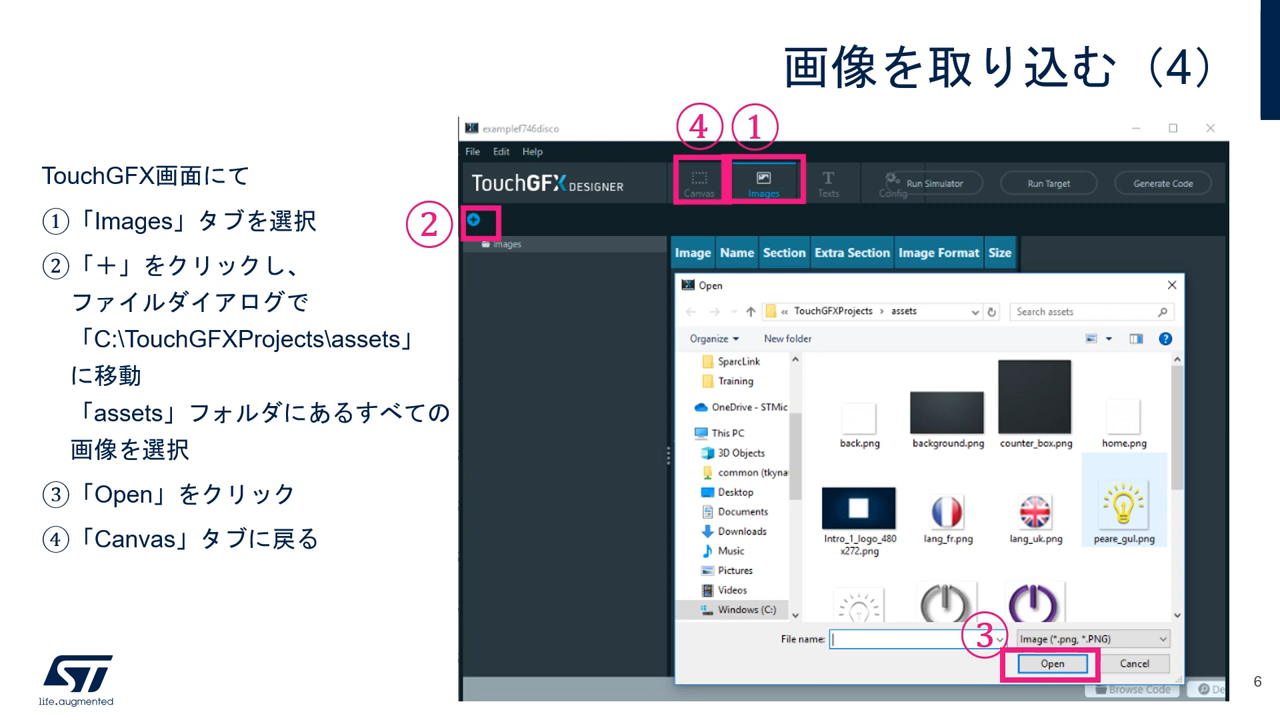 画像を取り込む（4）
TouchGFX画面にて
①「Images」タブを選択
②「＋」をクリックし、
ファイルダイアログで
「C:\TouchGFXProjects\assets」
に移動
「assets」フォルダにあるすべての
画像を選択
③「Open」をクリック
④「Canvas」タブに戻る
examplef746disco
④ ①
File Edit Help
TouchGFX DESIGNER
Canvas Images Texts Config Run Simulator Run Target Generate Code
②
Images
Image Name Section Extra Section Image Format Size
Open
« TouchGFXProjects › assets
Search assets
Organize New folder
SparcLink
Training
OneDrive - STMic
This PC
3D Objects
common (tkyna
Desktop
Documents
Downloads
Music
Pictures
Videos
Windows (C:)
back.png background.png counter_box.png home.png
Intro_1_logo_480
x272.png
lang_fr.png lang_uk.png peare_gul.png
File name:
③
Image (*.png, *.PNG)
Open Cancel
Browse Code De
ST
life.augmented
6